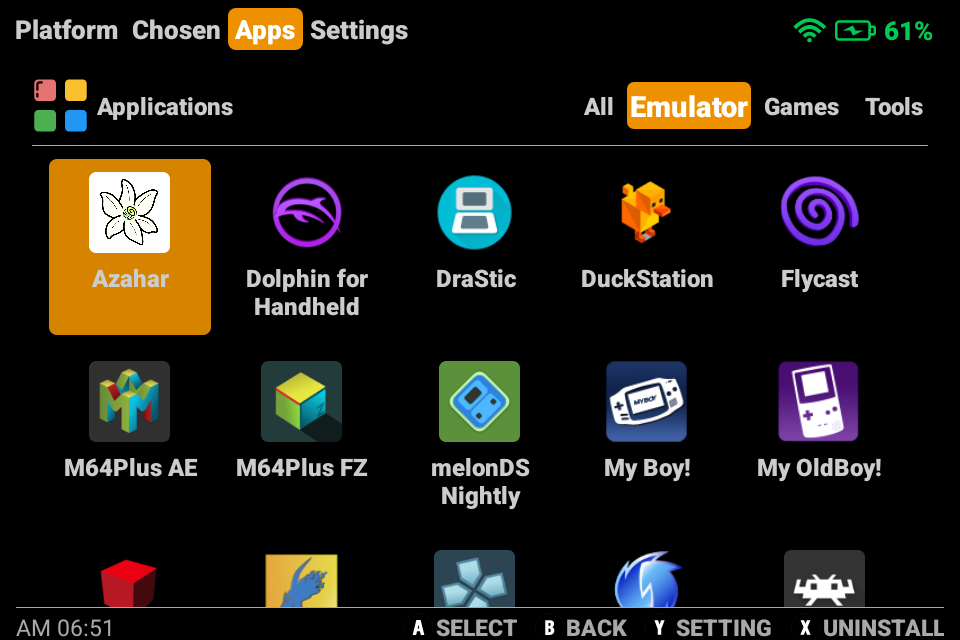 Platform Chosen Apps Settings 61%
Applications All Emulator Games Tools
Azahar Dolphin for Handheld DraStic DuckStation Flycast
M64Plus AE M64Plus FZ melonDS Nightly My Boy! My OldBoy!
MYBOY
AM 06:51 A SELECT B BACK Y SETTING X UNINSTALL